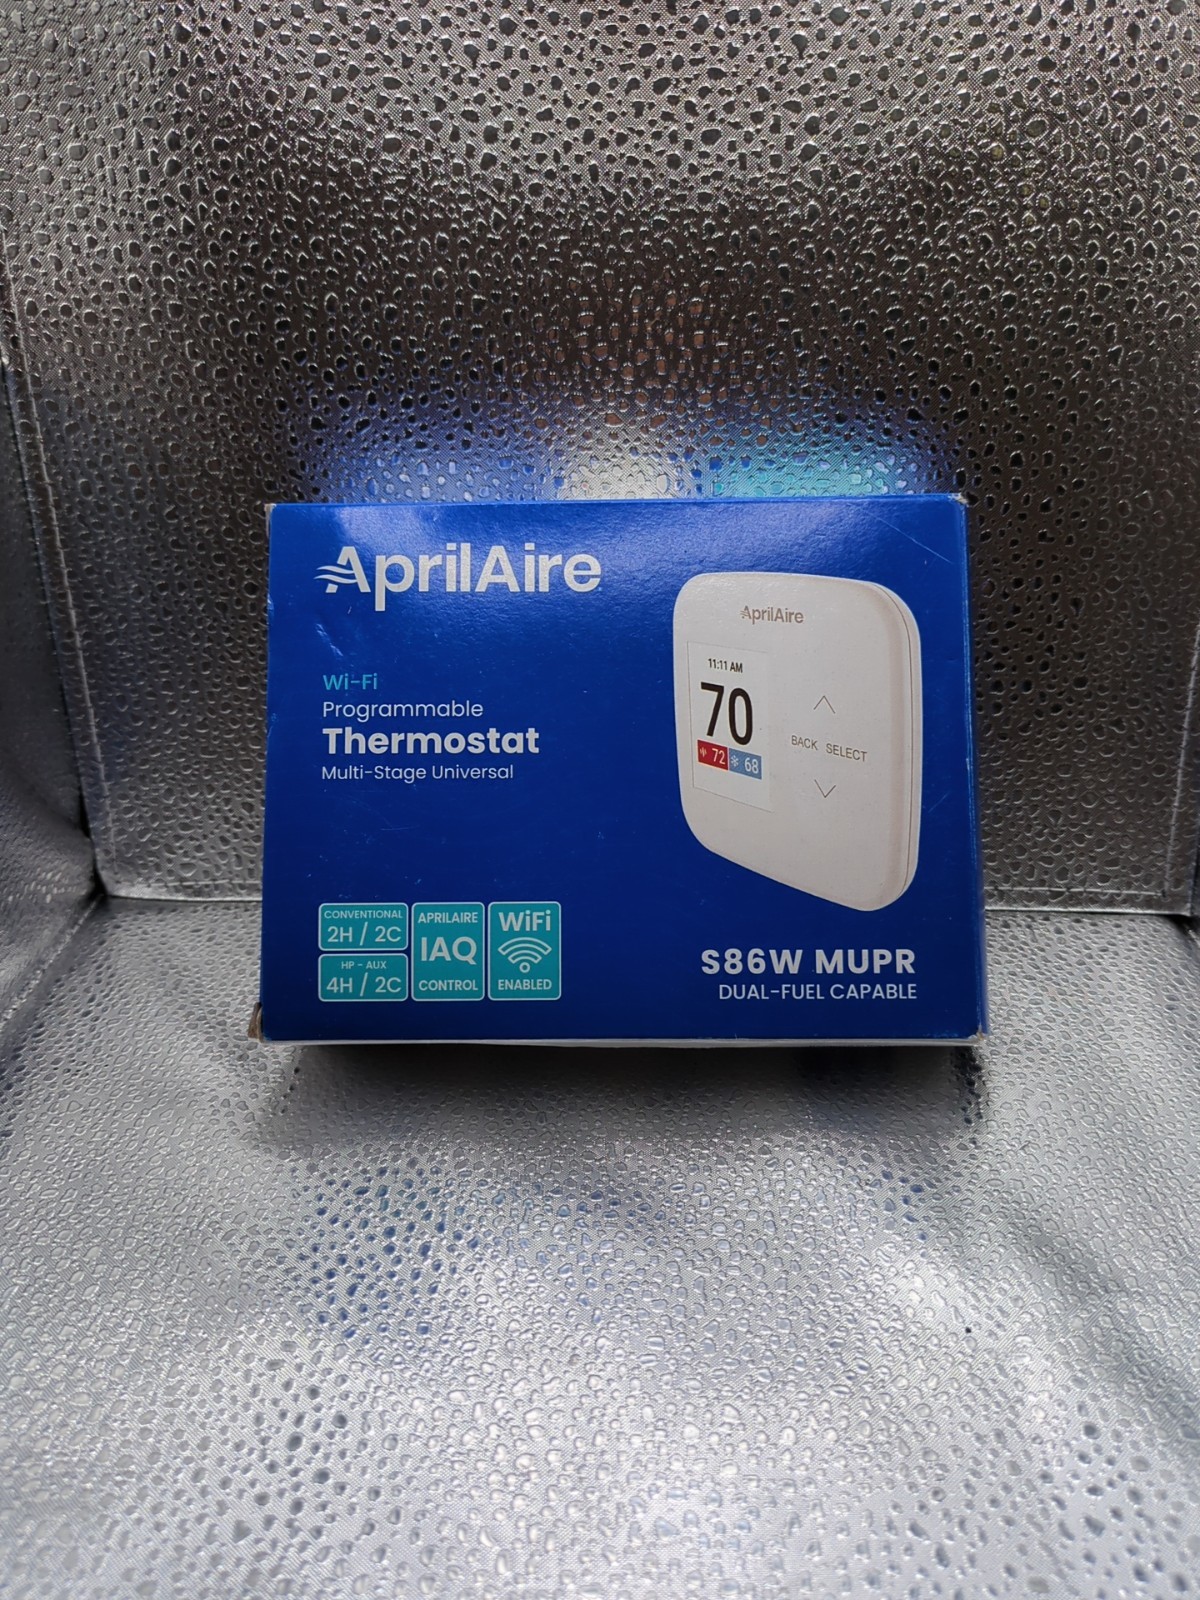 AprilAire
Wi-Fi
Programmable
Thermostat
Multi-Stage Universal
AprilAire
11:11 AM
70
72 68
BACK SELECT
CONVENTIONAL
2H / 2C
HP - AUX
4H / 2C
APRILAIRE
IAQ
CONTROL
WiFi
ENABLED
S86W MUPR
DUAL-FUEL CAPABLE